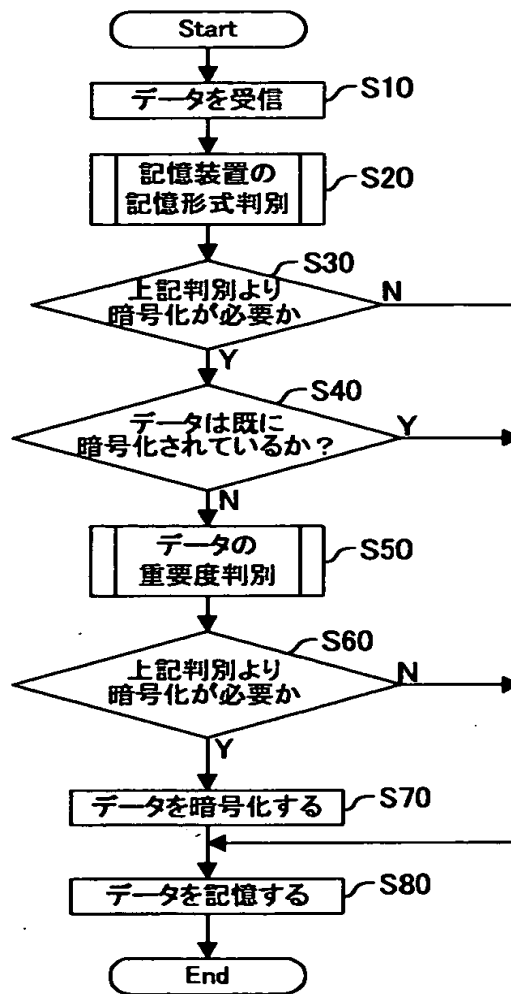 Start
データを受信
S10
記憶装置の
記憶形式判別
S20
S30
上記判別より
暗号化が必要か
N
Y
S40
データは既に
暗号化されているか?
Y
N
データの
重要度判別
S50
S60
上記判別より
暗号化が必要か
N
Y
データを暗号化する
S70
データを記憶する
S80
End